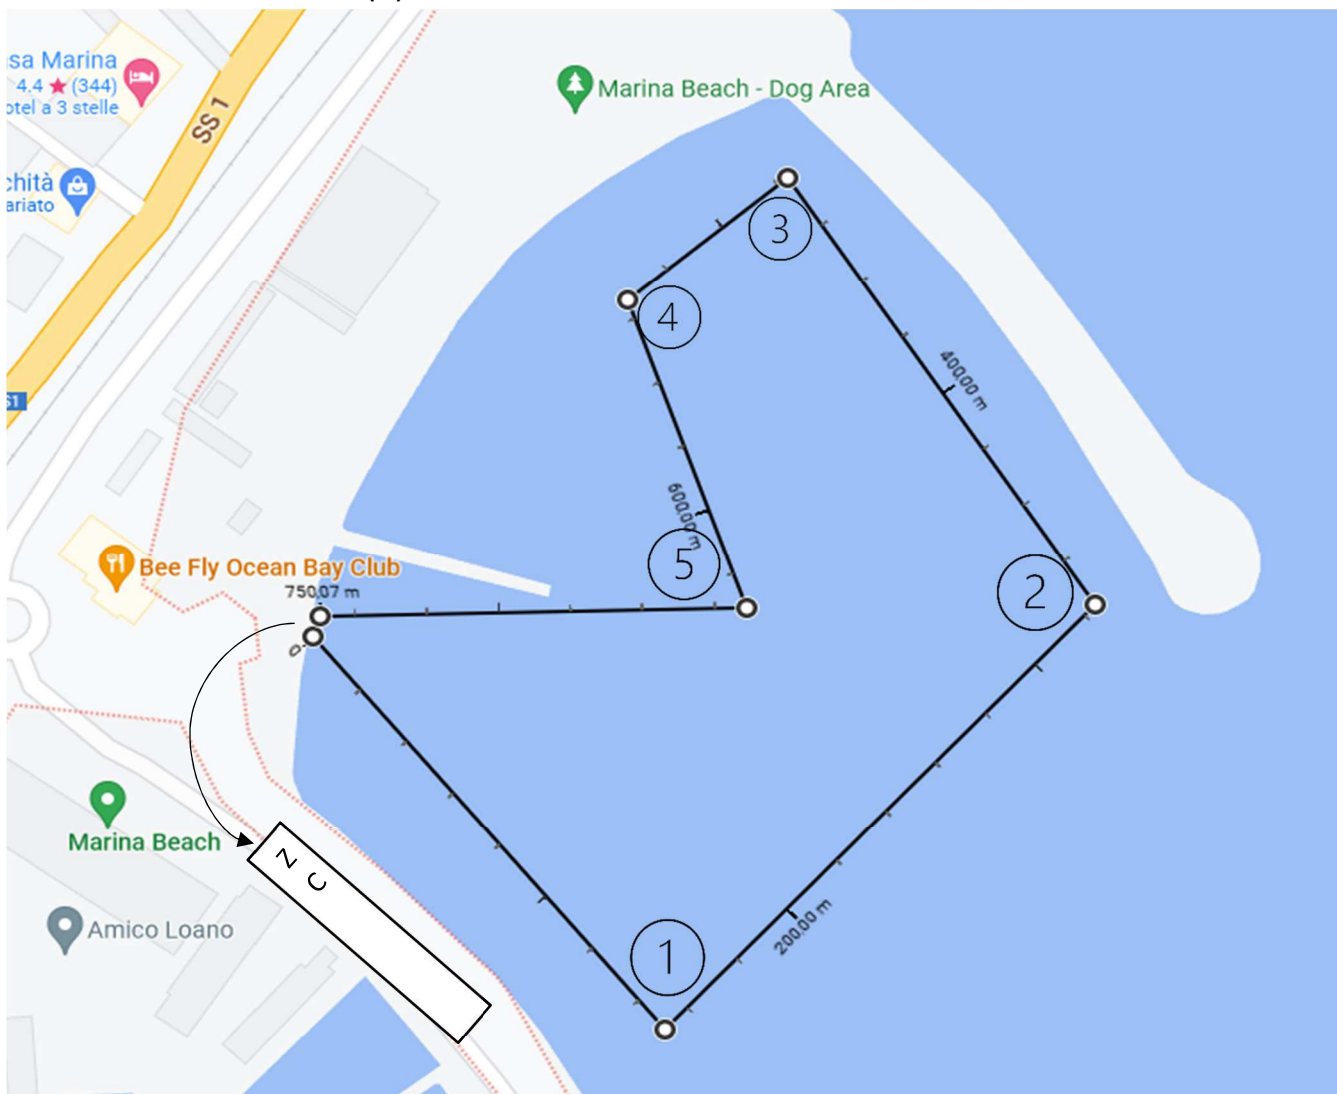 sa Marina
4.4 ★ (344)
otel a 3 stelle
Marina Beach - Dog Area
SS 1
chità
ariato
3
4
400,00 m
S1
600,00 m
5
2
Bee Fly Ocean Bay Club
750,07 m
0
Marina Beach
Z
C
Amico Loano
1
200,00 m